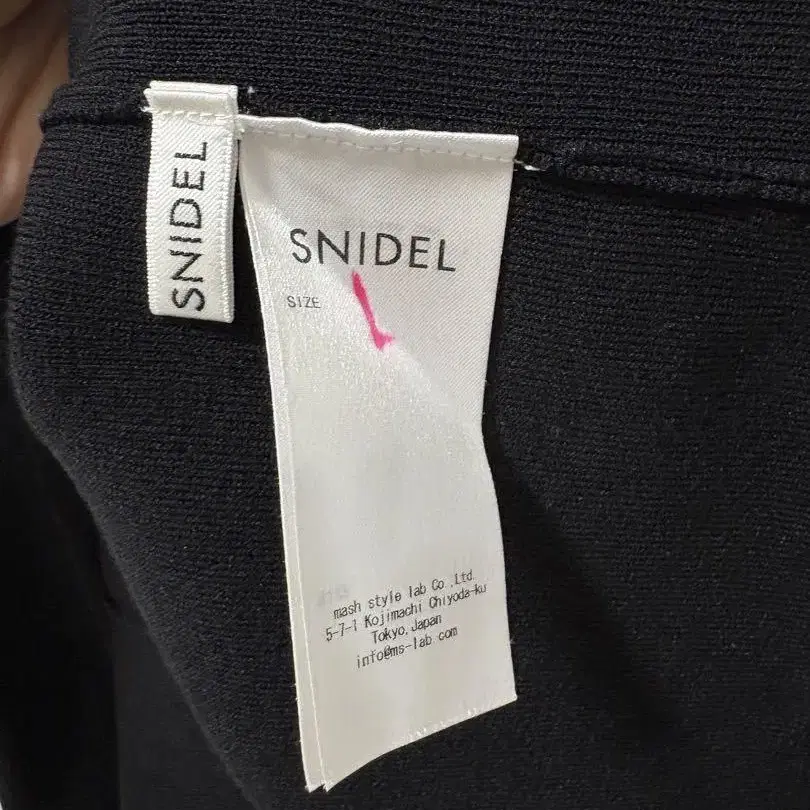 SNIDEL
SNIDEL
SIZE
mash style lab Co.,Ltd.
5-7-1 Kojimachi Chiyoda-ku
Tokyo,Japan
info@ms-lab.com